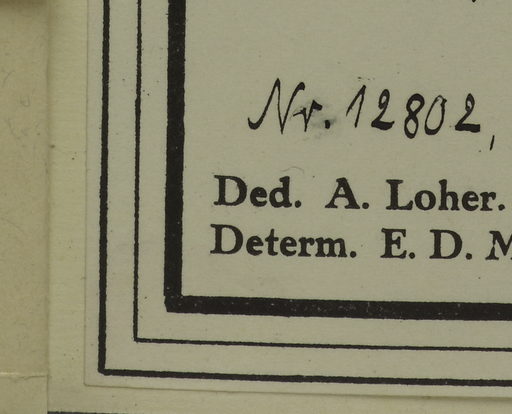 Nr. 12802,
Ded. A. Loher.
Determ. E. D. M